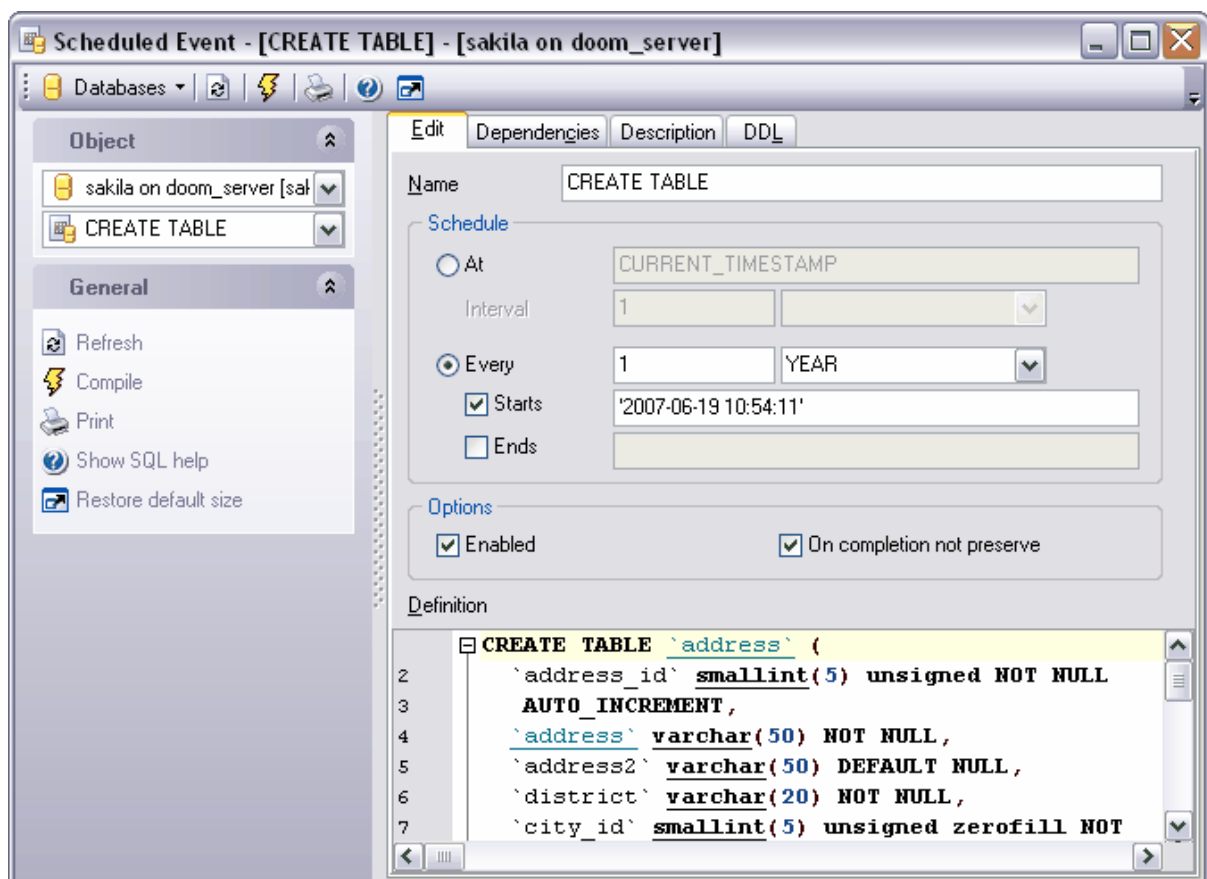 Scheduled Event - [CREATE TABLE] - [sakila on doom_server]
Databases
Object
sakila on doom_server [sal
CREATE TABLE
General
Refresh
Compile
Print
Show SQL help
Restore default size
Edit Dependencies Description DDL
Name CREATE TABLE
Schedule
At CURRENT_TIMESTAMP
Interval 1
Every 1 YEAR
Starts '2007-06-19 10:54:11'
Ends
Options
Enabled On completion not preserve
Definition
CREATE TABLE `address` (
2 `address_id` smallint(5) unsigned NOT NULL
3 AUTO_INCREMENT,
4 `address` varchar(50) NOT NULL,
5 `address2` varchar(50) DEFAULT NULL,
6 `district` varchar(20) NOT NULL,
7 `city_id` smallint(5) unsigned zerofill NOT